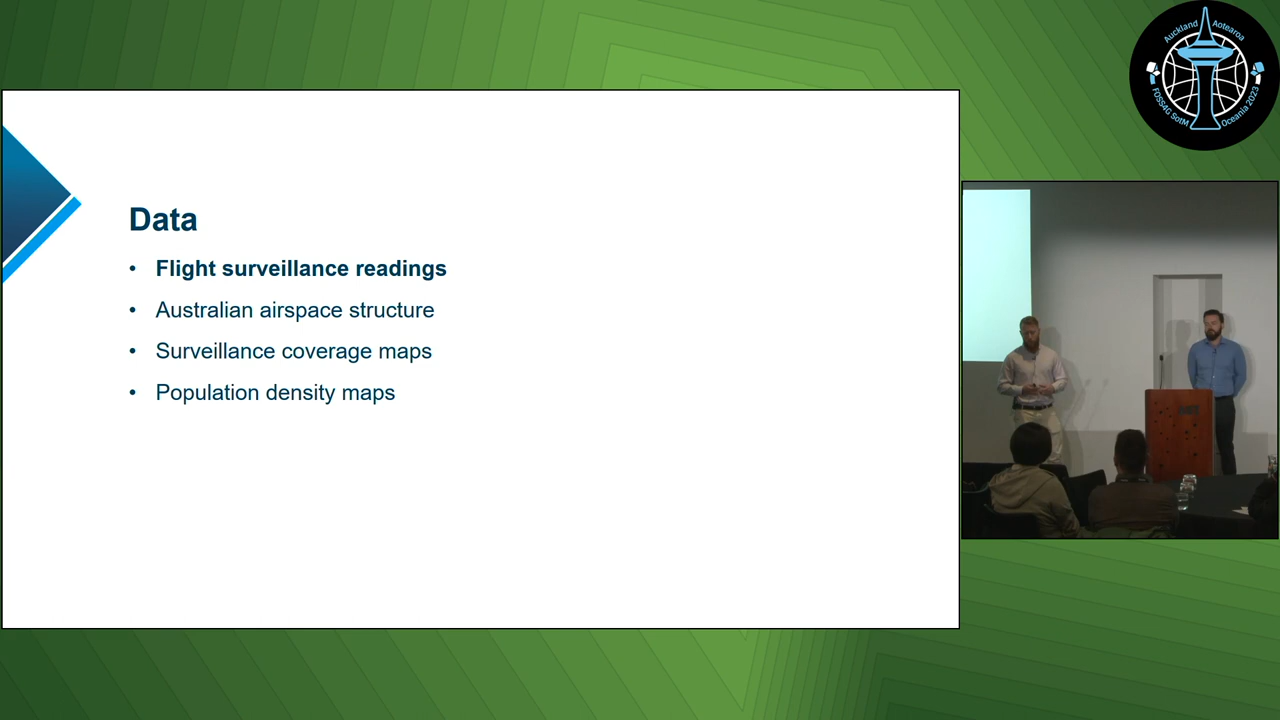 Auckland Aotearoa
FOSS4G SotM Oceania 2023
Data
• Flight surveillance readings
• Australian airspace structure
• Surveillance coverage maps
• Population density maps